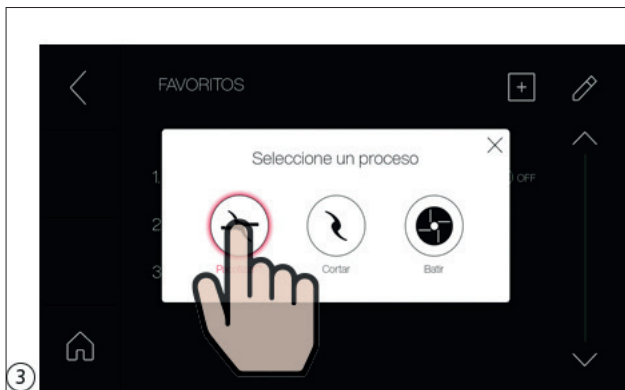 FAVORITOS
Seleccione un proceso
1.
OFF
2
3
Cortar
Batir
3